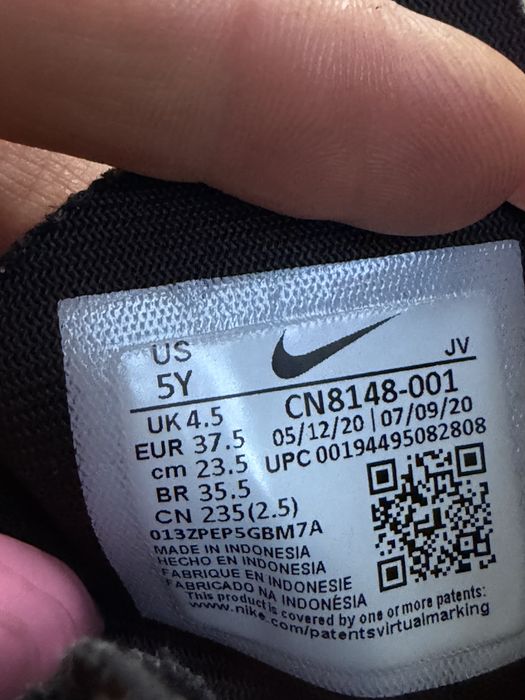 US
5Y
JV
UK 4.5
EUR 37.5
cm 23.5
BR 35.5
CN 235(2.5)
CN8148-001
05/12/20 | 07/09/20
UPC 00194495082808
013ZPEP5GBM7A
MADE IN INDONESIA
HECHO EN INDONESIA
FABRIQUE EN INDONESIE
FABRICADO NA INDONÉSIA
This product is covered by one or more patents:
www.nike.com/patentsvirtualmarking